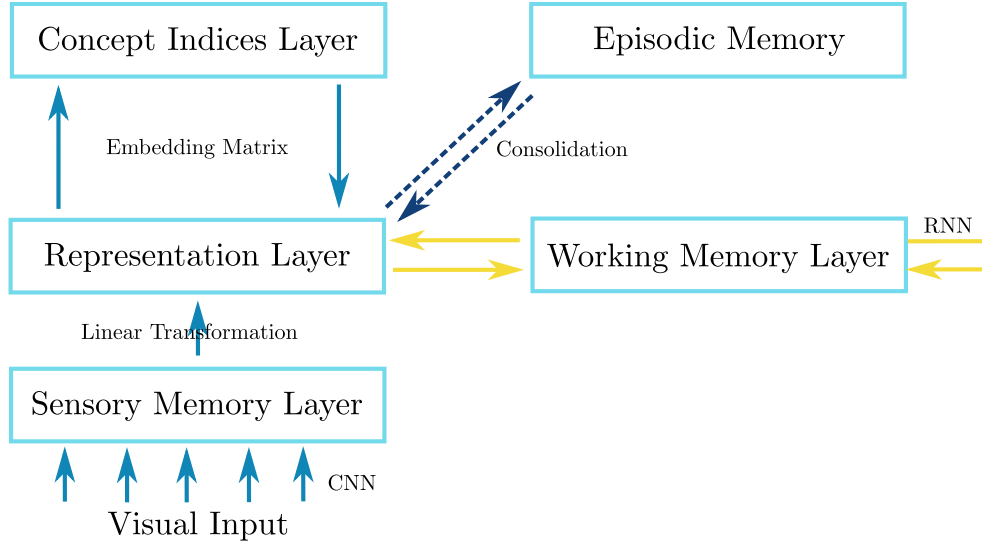 Concept Indices Layer
Episodic Memory
Embedding Matrix
Consolidation
Representation Layer
Working Memory Layer
RNN
Linear Transformation
Sensory Memory Layer
CNN
Visual Input